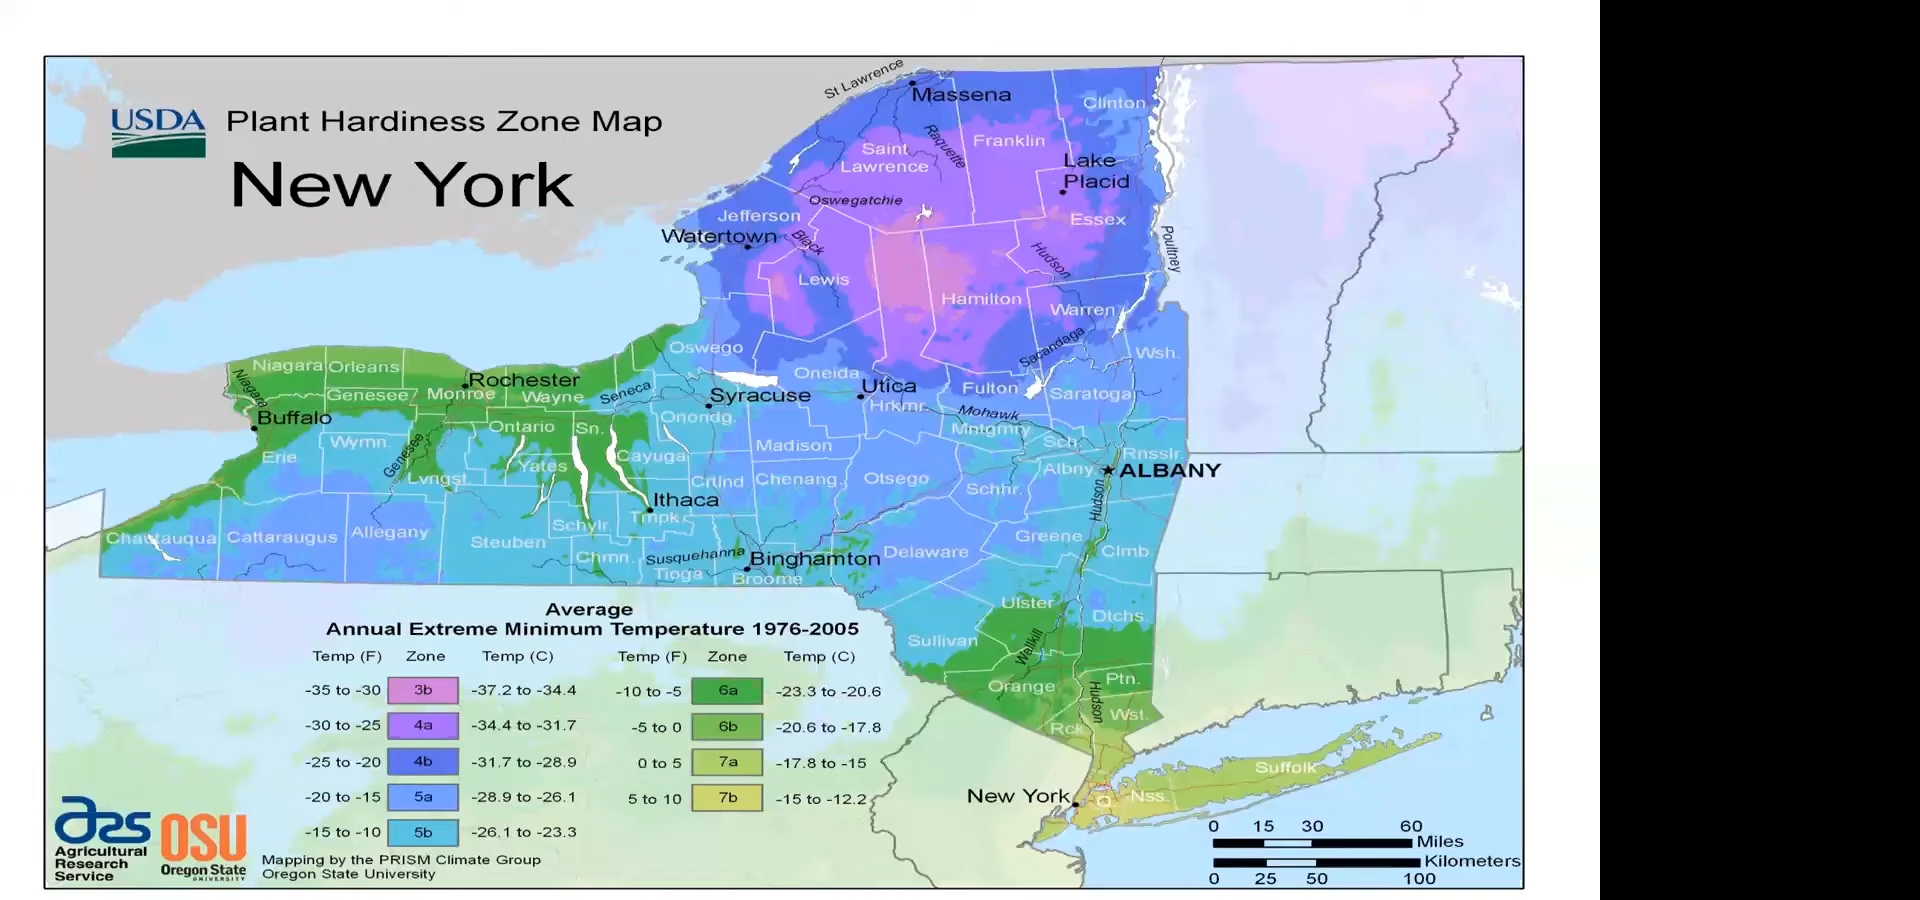 USDA
Plant Hardiness Zone Map
New York
St Lawrence
Massena
Clinton
Raquette
Franklin
Saint
Lawrence
Lake
Placid
Oswegatchie
Jefferson
Essex
Watertown
Black
Hudson
Poultney
Lewis
Hamilton
Warren
Sacandaga
Oswego
Wsh.
Niagara
Orleans
Niagara
Oneida
Rochester
Utica
Fulton
Genesee
Monroe
Wayne
Seneca
Syracuse
Saratoga
Hrkmr.
Mohawk
Buffalo
Onondg.
Ontario
Sn.
Mntgmry
Sch.
Wymn.
Madison
Erie
Genesee
Yates
Cayuga
Rnsslr.
Albny
ALBANY
Lvngst.
Crtlnd
Chenang.
Otsego
Schhr.
Ithaca
Tmpk.
Hudson
Chautauqua
Cattaraugus
Allegany
Steuben
Schylr.
Greene
Clmb.
Chmn.
Susquehanna
Binghamton
Delaware
Tioga
Broome
Ulster
Dtchs.
Sullivan
Wallkill
Orange
Ptn.
Hudson
Wst.
Rck.
Suffolk
New York
Nss.
Average
Annual Extreme Minimum Temperature 1976-2005
Temp (F) Zone Temp (C) Temp (F) Zone Temp (C)
-35 to -30 3b -37.2 to -34.4 -10 to -5 6a -23.3 to -20.6
-30 to -25 4a -34.4 to -31.7 -5 to 0 6b -20.6 to -17.8
-25 to -20 4b -31.7 to -28.9 0 to 5 7a -17.8 to -15
-20 to -15 5a -28.9 to -26.1 5 to 10 7b -15 to -12.2
-15 to -10 5b -26.1 to -23.3
ars
Agricultural
Research
Service
OSU
Oregon State
UNIVERSITY
Mapping by the PRISM Climate Group
Oregon State University
0 15 30 60
Miles
Kilometers
0 25 50 100